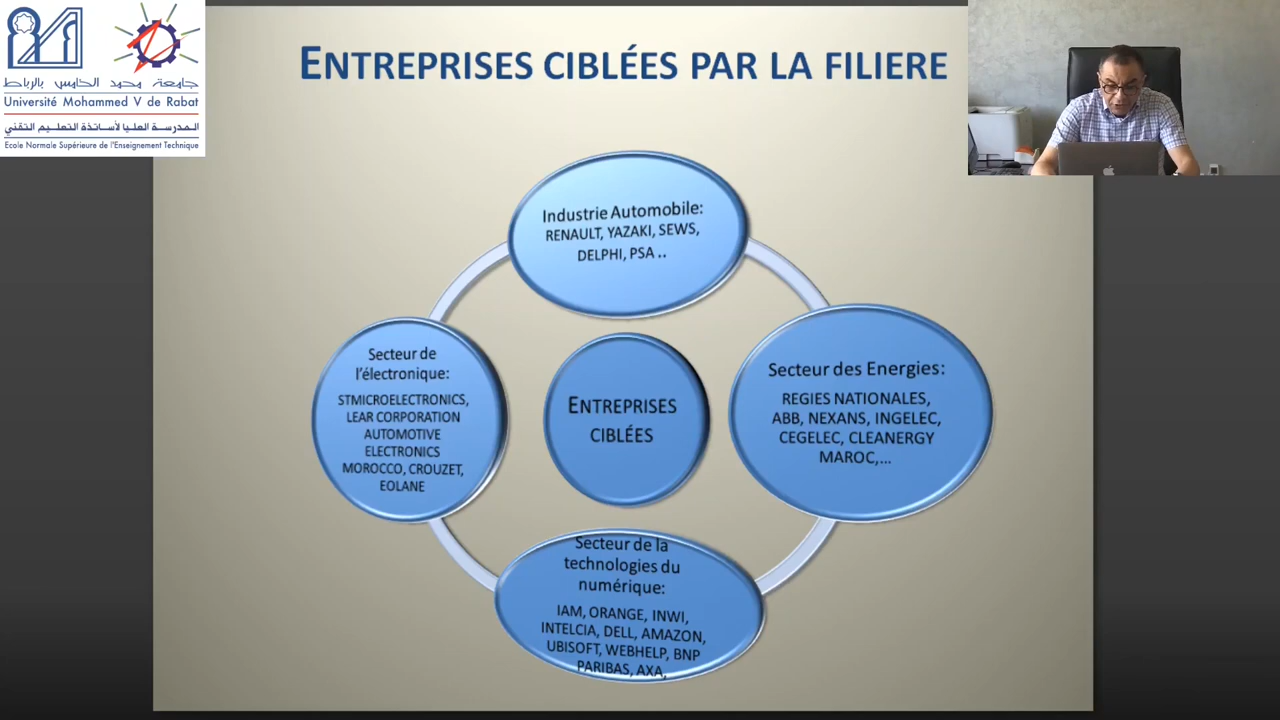 جامعة محمد الخامس بالرباط
Université Mohammed V de Rabat
المدرسة العليا لأساتذة التعليم التقني
Ecole Normale Supérieure de l'Enseignement Technique
ENTREPRISES CIBLÉES PAR LA FILIERE
Industrie Automobile:
RENAULT, YAZAKI, SEWS,
DELPHI, PSA ..
Secteur de
l'électronique:
STMICROELECTRONICS,
LEAR CORPORATION
AUTOMOTIVE
ELECTRONICS
MOROCCO, CROUZET,
EOLANE
ENTREPRISES
CIBLÉES
Secteur des Energies:
REGIES NATIONALES,
ABB, NEXANS, INGELEC,
CEGELEC, CLEANERGY
MAROC,...
Secteur de la
technologies du
numérique:
IAM, ORANGE, INWI,
INTELCIA, DELL, AMAZON,
UBISOFT, WEBHELP, BNP
PARIBAS, AXA,